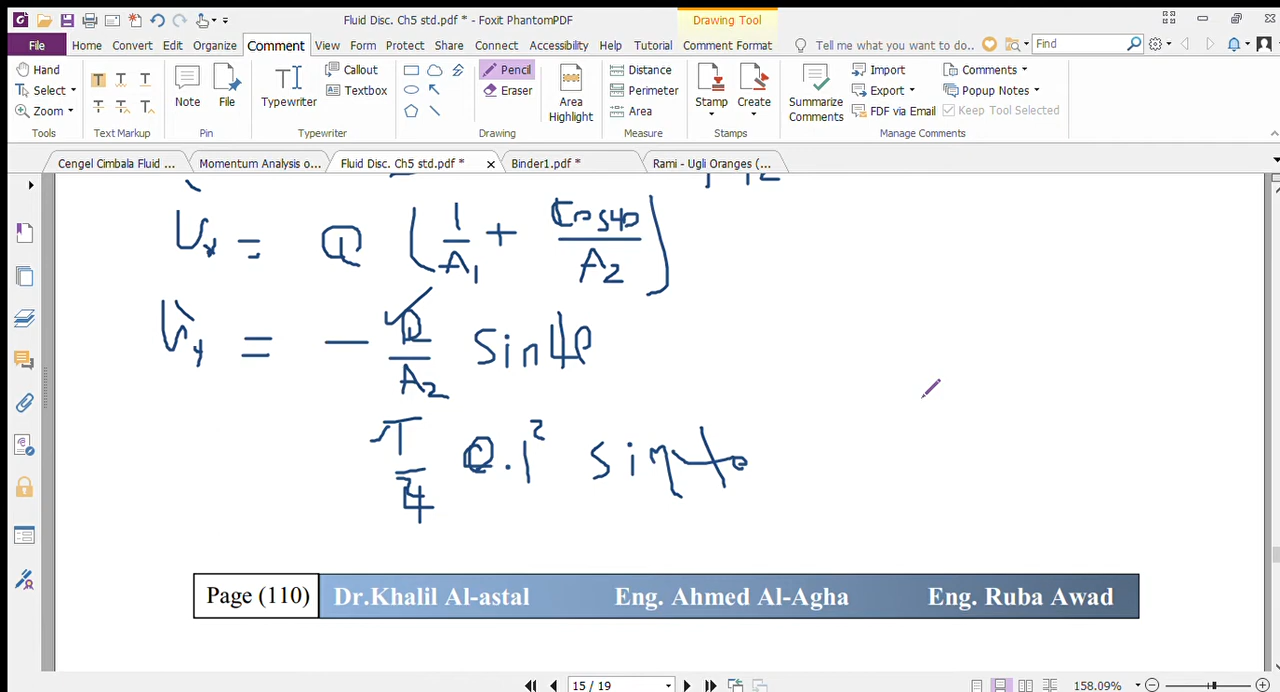 Fluid Disc. Ch5 std.pdf * - Foxit PhantomPDF
Drawing Tool
File Home Convert Edit Organize Comment View Form Protect Share Connect Accessibility Help Tutorial Comment Format Tell me what you want to do.. Find
Hand
Select
Zoom
Tools
T T T
T T T
Text Markup
Note
File
Pin
Typewriter
Callout
Textbox
Typewriter
Pencil
Eraser
Area Highlight
Drawing
Distance
Perimeter
Area
Measure
Stamp
Create
Stamps
Summarize Comments
Import
Export
FDF via Email
Comments
Popup Notes
Keep Tool Selected
Manage Comments
Cengel Cimbala Fluid ... Momentum Analysis o... Fluid Disc. Ch5 std.pdf * Binder1.pdf * Rami - Ugli Oranges (...
= Q ( 1/A1 + Cos40/A2 )
= - Q/A2 Sin40
π/4 0.1² sin40
Page (110) Dr.Khalil Al-astal Eng. Ahmed Al-Agha Eng. Ruba Awad
15 / 19 158.09%